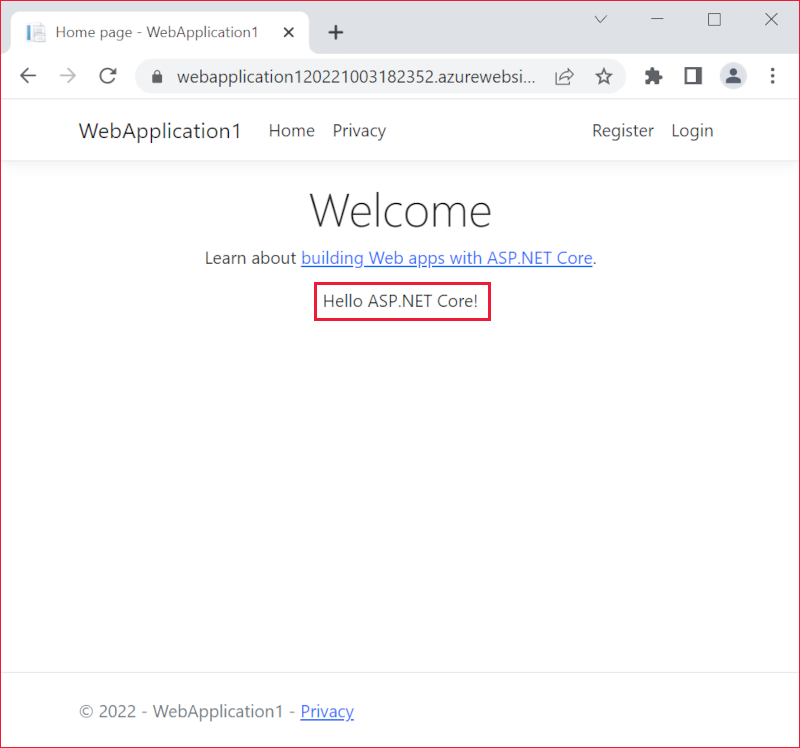 Home page - WebApplication1
webapplication120221003182352.azurewebsi...
WebApplication1 Home Privacy Register Login
Welcome
Learn about building Web apps with ASP.NET Core.
Hello ASP.NET Core!
© 2022 - WebApplication1 - Privacy